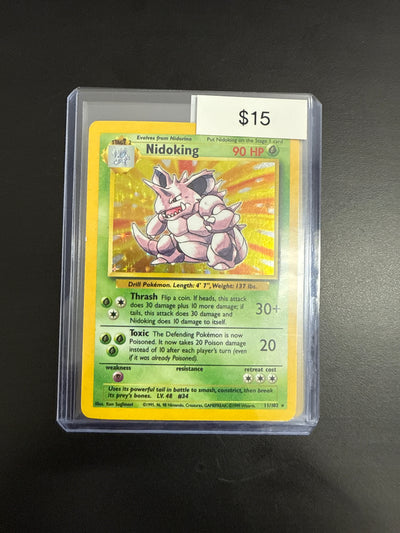 $15
STAGE 2
Evolves from Nidorino
Put Nidoking on the Stage 1 card
Nidoking
90 HP
Drill Pokémon. Length: 4' 7", Weight: 137 lbs.
Thrash Flip a coin. If heads, this attack
does 30 damage plus 10 more damage; if
tails, this attack does 30 damage and
Nidoking does 10 damage to itself.
30+
Toxic The Defending Pokémon is now
Poisoned. It now takes 20 Poison damage
instead of 10 after each player's turn (even
if it was already Poisoned).
20
weakness
resistance
retreat cost
Uses its powerful tail in battle to smash, constrict, then break
its prey's bones. LV. 48 #34
Illus. Ken Sugimori
©1995, 96, 98 Nintendo, Creatures, GAMEFREAK. ©1999 Wizards.
11/102 ★